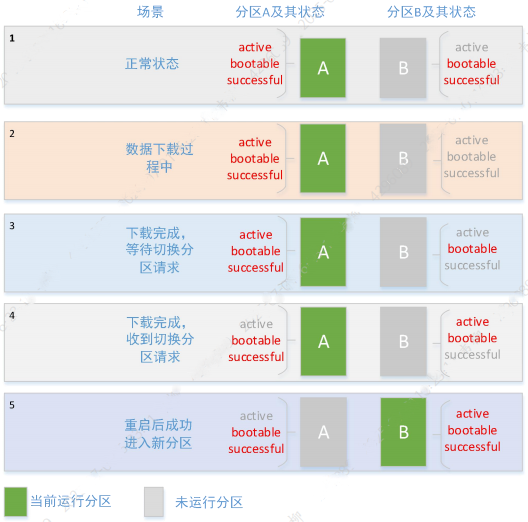 场景 分区A及其状态 分区B及其状态
1
正常状态
active
bootable
successful
A
B
active
bootable
successful
2
数据下载过
程中
active
bootable
successful
A
B
active
bootable
successful
3
下载完成，
等待切换分
区请求
active
bootable
successful
A
B
active
bootable
successful
4
下载完成，
收到切换分
区请求
active
bootable
successful
A
B
active
bootable
successful
5
重启后成功
进入新分区
active
bootable
successful
A
B
active
bootable
successful
当前运行分区 未运行分区